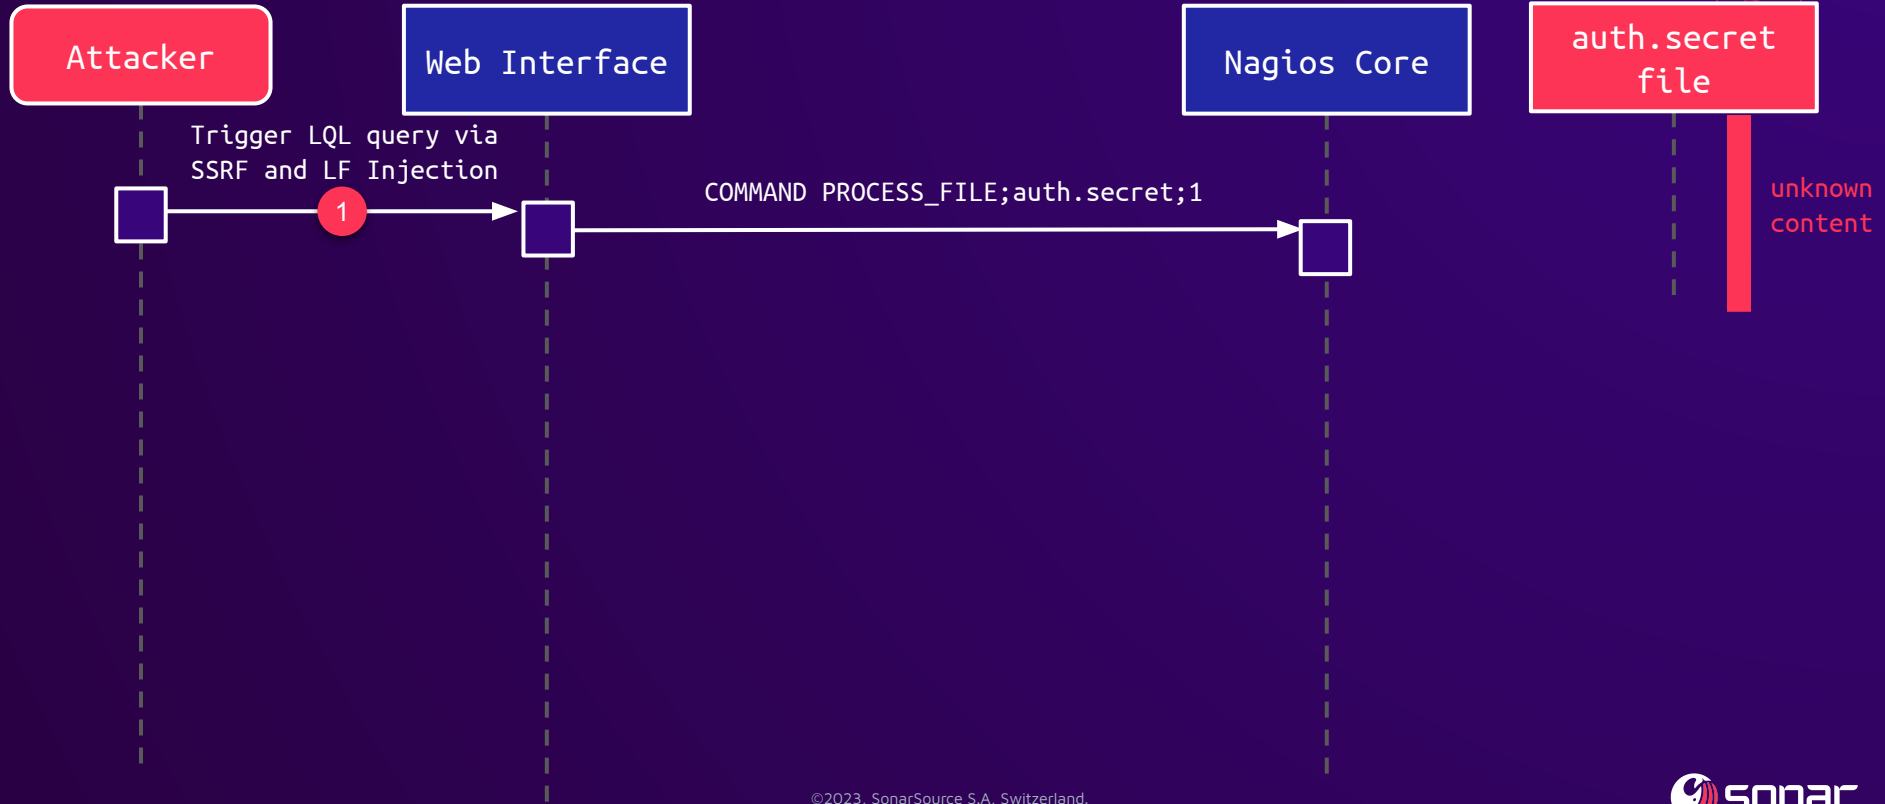 Attacker
Web Interface
Nagios Core
auth.secret
file
Trigger LQL query via
SSRF and LF Injection
1
COMMAND PROCESS_FILE;auth.secret;1
unknown
content
©2023, SonarSource S.A, Switzerland.
sonar